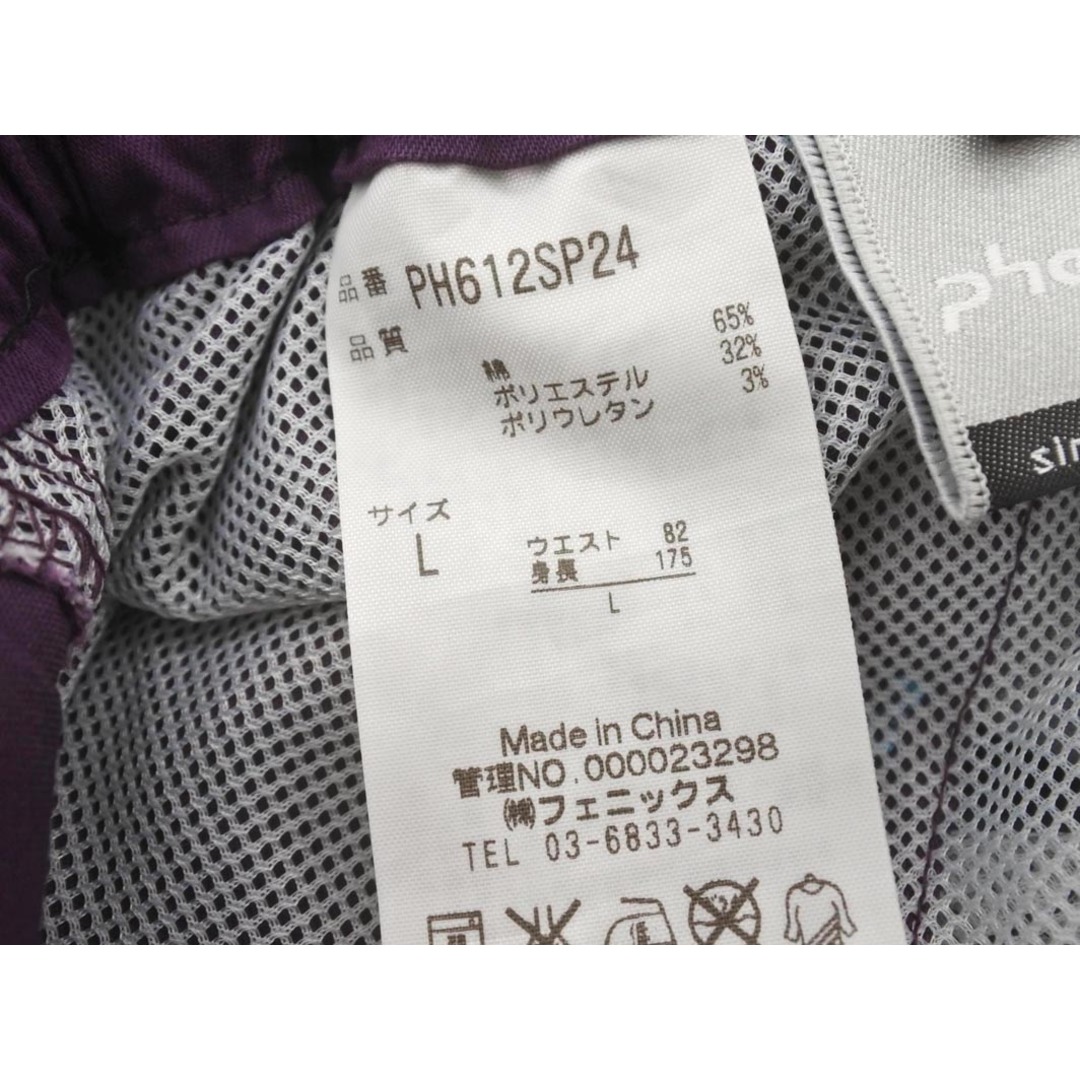 品番 PH612SP24
品質
綿 65%
ポリエステル 32%
ポリウレタン 3%
サイズ
L
ウエスト 82
身長 175
L
Made in China
管理NO.000023298
㈱フェニックス
TEL 03-6833-3430